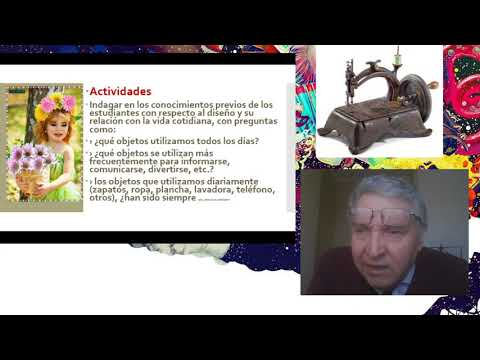 · Actividades
· Indagar en los conocimientos previos de los
estudiantes con respecto al diseño y su
relación con la vida cotidiana, con preguntas
como:
· › ¿qué objetos utilizamos todos los días?
· › ¿qué objetos se utilizan más
frecuentemente para informarse,
comunicarse, divertirse, etc.?
· › los objetos que utilizamos diariamente
(zapatos, ropa, plancha, lavadora, teléfono,
otros), ¿han sido siempre